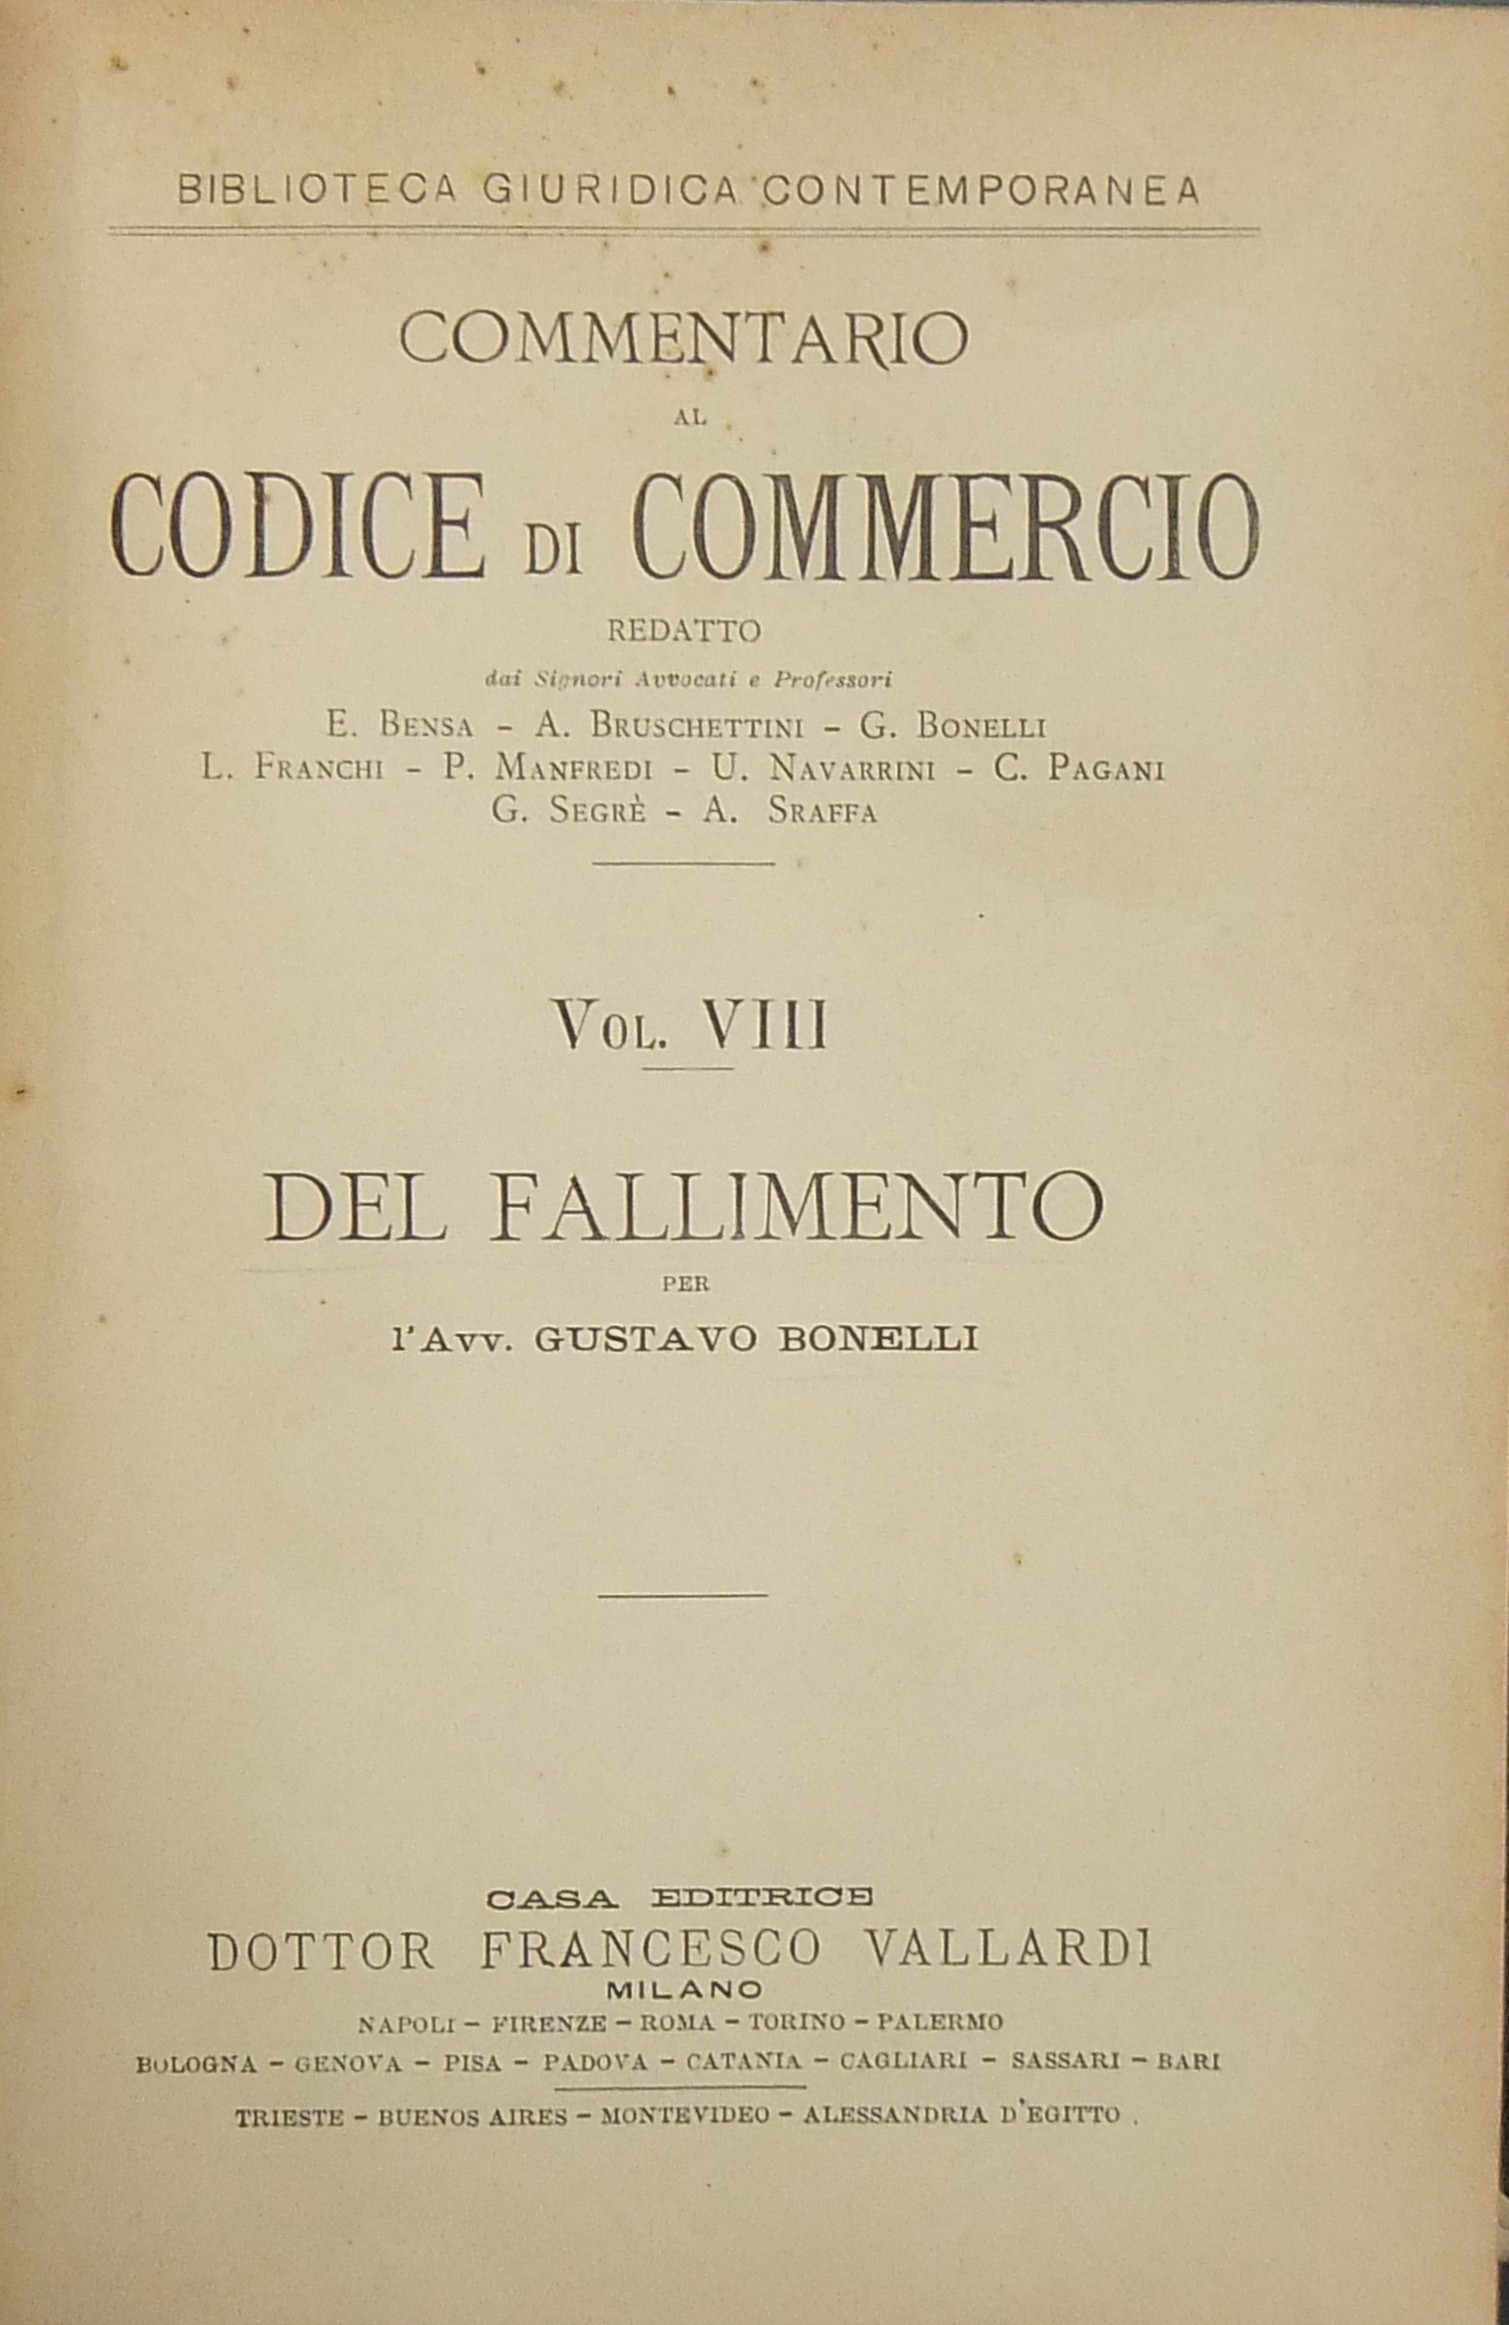 BIBLIOTECA GIURIDICA CONTEMPORANEA
COMMENTARIO
AL
CODICE DI COMMERCIO
REDATTO
dai Signori Avvocati e Professori
E. BENSA – A. BRUSCHETTINI – G. BONELLI
L. FRANCHI – P. MANFREDI – U. NAVARRINI – C. PAGANI
G. SEGRÈ – A. SRAFFA
VOL. VIII
DEL FALLIMENTO
PER
l'Avv. GUSTAVO BONELLI
CASA EDITRICE
DOTTOR FRANCESCO VALLARDI
MILANO
NAPOLI – FIRENZE – ROMA – TORINO – PALERMO
BOLOGNA – GENOVA – PISA – PADOVA – CATANIA – CAGLIARI – SASSARI – BARI
TRIESTE – BUENOS AIRES – MONTEVIDEO – ALESSANDRIA D'EGITTO.